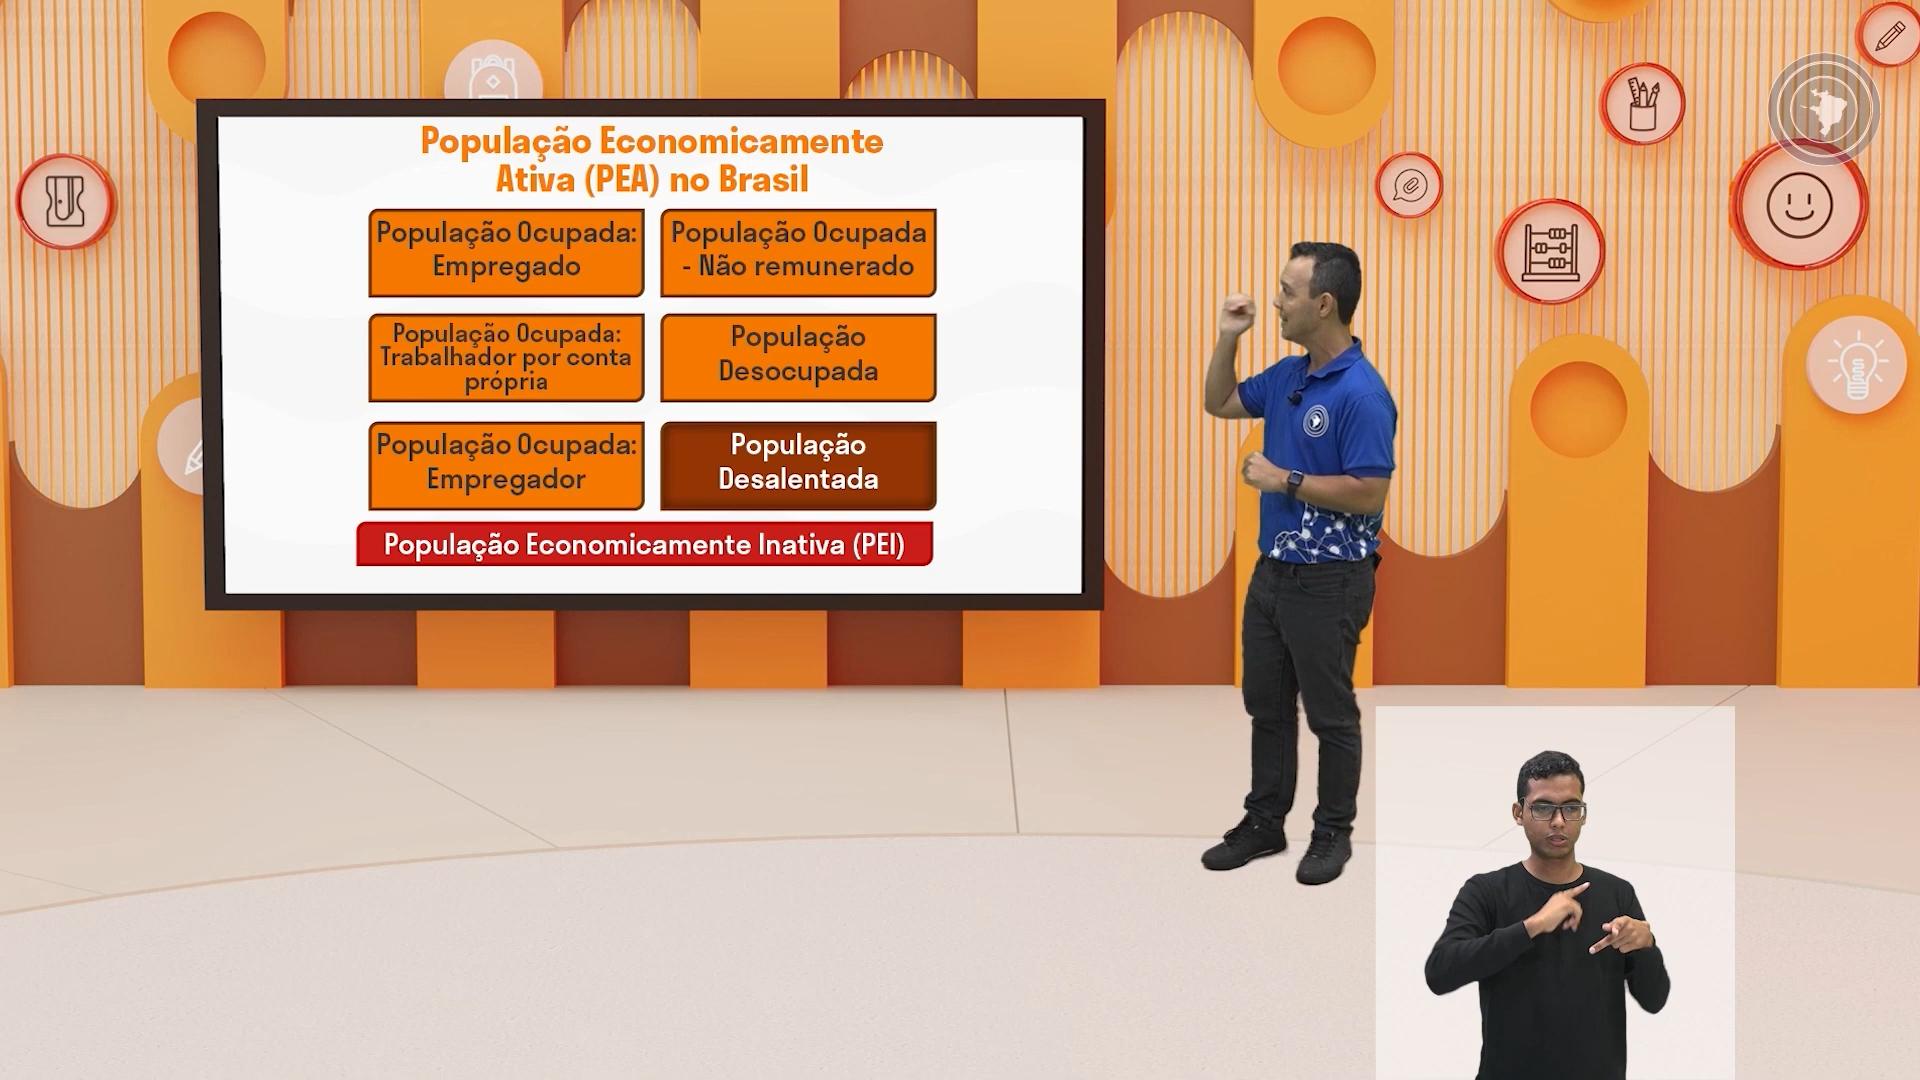 População Economicamente
Ativa (PEA) no Brasil
População Ocupada:
Empregado
População Ocupada
- Não remunerado
População Ocupada:
Trabalhador por conta
própria
População
Desocupada
População Ocupada:
Empregador
População
Desalentada
População Economicamente Inativa (PEI)